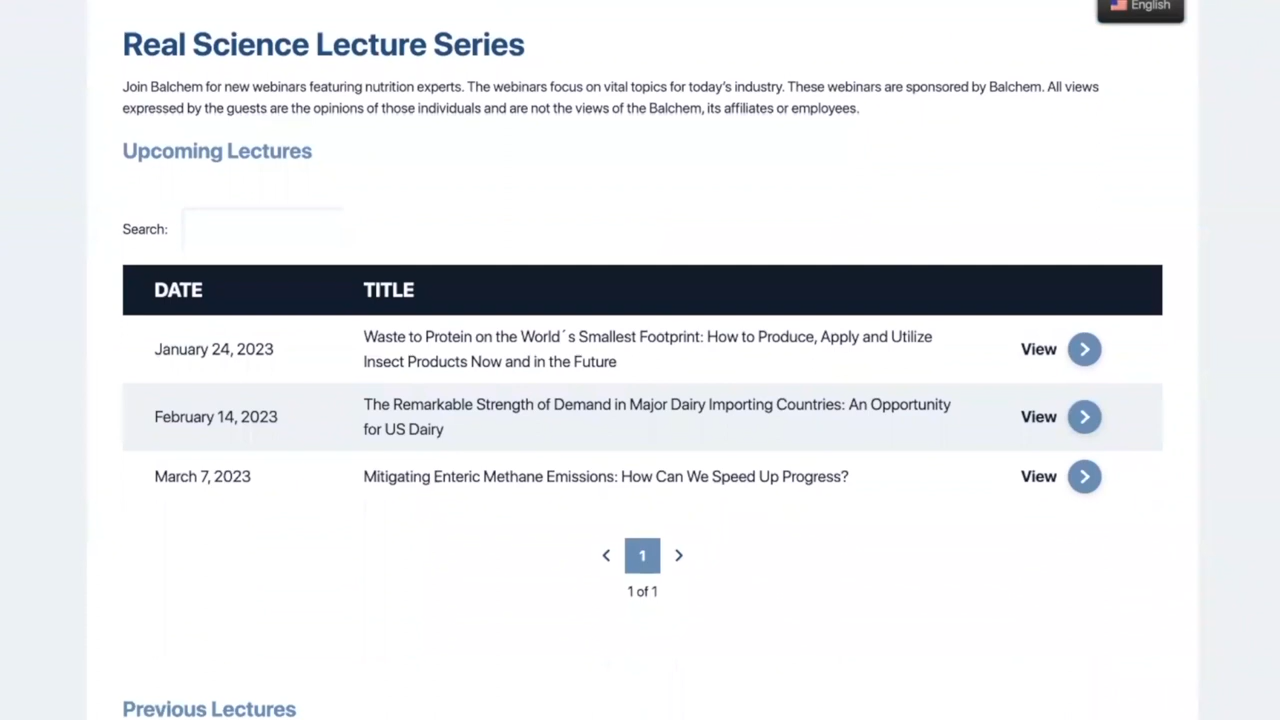 English
Real Science Lecture Series
Join Balchem for new webinars featuring nutrition experts. The webinars focus on vital topics for today's industry. These webinars are sponsored by Balchem. All views
expressed by the guests are the opinions of those individuals and are not the views of the Balchem, its affiliates or employees.
Upcoming Lectures
Search:
DATE TITLE
January 24, 2023 Waste to Protein on the World´s Smallest Footprint: How to Produce, Apply and Utilize
Insect Products Now and in the Future View
February 14, 2023 The Remarkable Strength of Demand in Major Dairy Importing Countries: An Opportunity
for US Dairy View
March 7, 2023 Mitigating Enteric Methane Emissions: How Can We Speed Up Progress? View
1
1 of 1
Previous Lectures